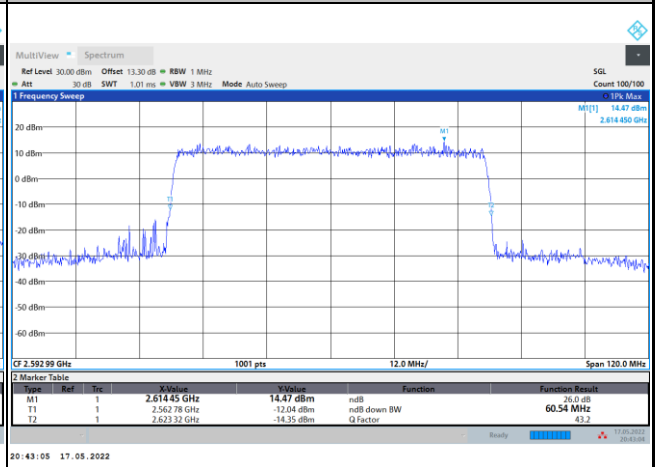 MultiView Spectrum
Ref Level 30.00 dBm Offset 13.30 dB RBW 1 MHz SGL
Att 30 dB SWT 1.01 ms VBW 3 MHz Mode Auto Sweep Count 100/100
1 Frequency Sweep 1Pk Max
M1[1] 14.47 dBm
2.614 450 GHz
20 dBm
M1
10 dBm
0 dBm
T1
T2
-10 dBm
-20 dBm
-30 dBm
-40 dBm
-50 dBm
-60 dBm
CF 2.592 99 GHz 1001 pts 12.0 MHz/ Span 120.0 MHz
2 Marker Table
Type Ref Trc X-Value Y-Value Function Function Result
M1 1 2.614 45 GHz 14.47 dBm ndB 26.0 dB
T1 1 2.562 78 GHz -12.04 dBm ndB down BW 60.54 MHz
T2 1 2.623 32 GHz -14.35 dBm Q Factor 43.2
Ready 17.05.2022
20:43:04
20:43:05 17.05.2022